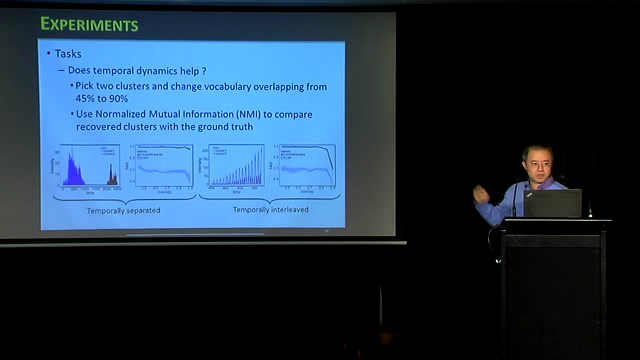 EXPERIMENTS
• Tasks
– Does temporal dynamics help ?
• Pick two clusters and change vocabulary overlapping from
45% to 90%
• Use Normalized Mutual Information (NMI) to compare
recovered clusters with the ground truth
Temporally separated
Temporally interleaved